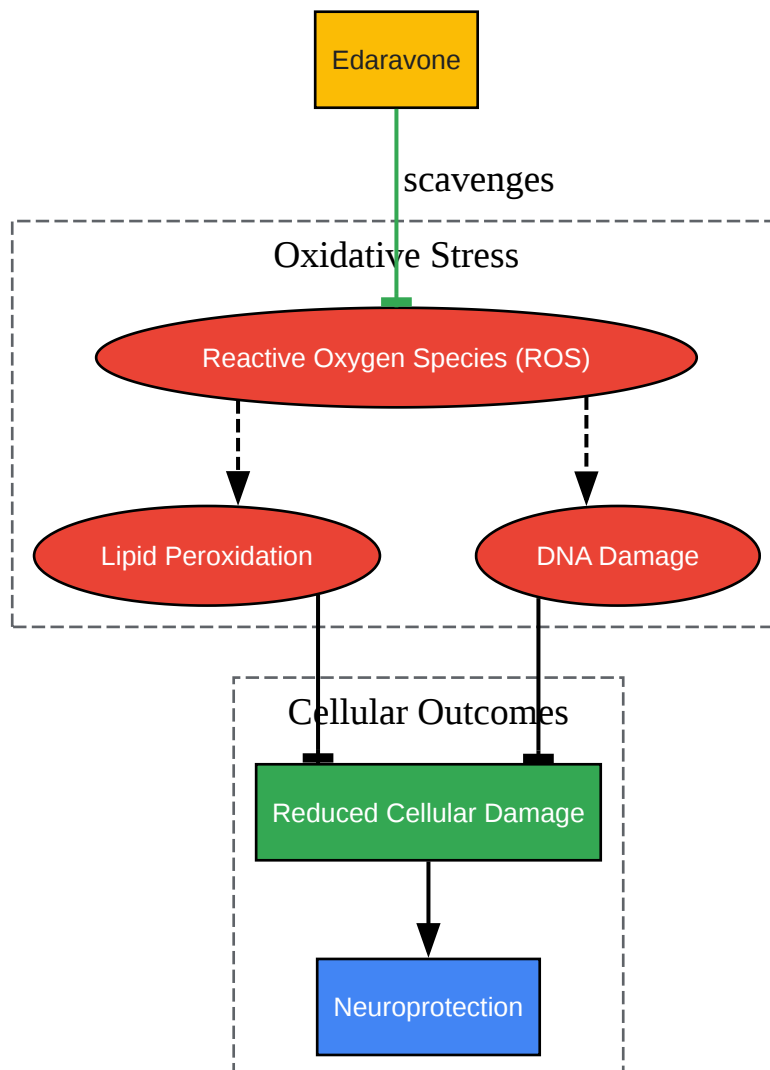 Edaravone
scavenges
Oxidative Stress
Reactive Oxygen Species (ROS)
Lipid Peroxidation
DNA Damage
Cellular Outcomes
Reduced Cellular Damage
Neuroprotection